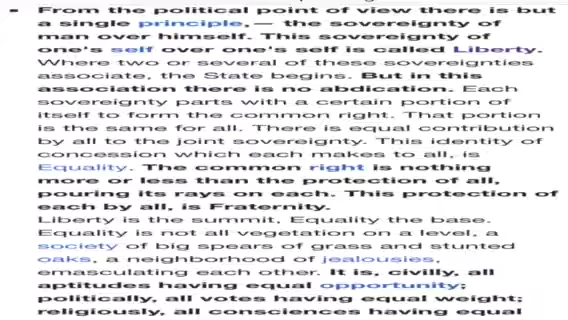 • From the political point of view there is but
a single principle,— the sovereignty of
man over himself. This sovereignty of
one's self over one's self is called Liberty.
Where two or several of these sovereignties
associate, the State begins. But in this
association there is no abdication. Each
sovereignty parts with a certain portion of
itself to form the common right. That portion
is the same for all. There is equal contribution
by all to the joint sovereignty. This identity of
concession which each makes to all, is
Equality. The common right is nothing
more or less than the protection of all,
pouring its rays on each. This protection of
each by all, is Fraternity.
Liberty is the summit, Equality the base.
Equality is not all vegetation on a level, a
society of big spears of grass and stunted
oaks, a neighborhood of jealousies,
emasculating each other. It is, civilly, all
aptitudes having equal opportunity;
politically, all votes having equal weight;
religiously, all consciences having equal